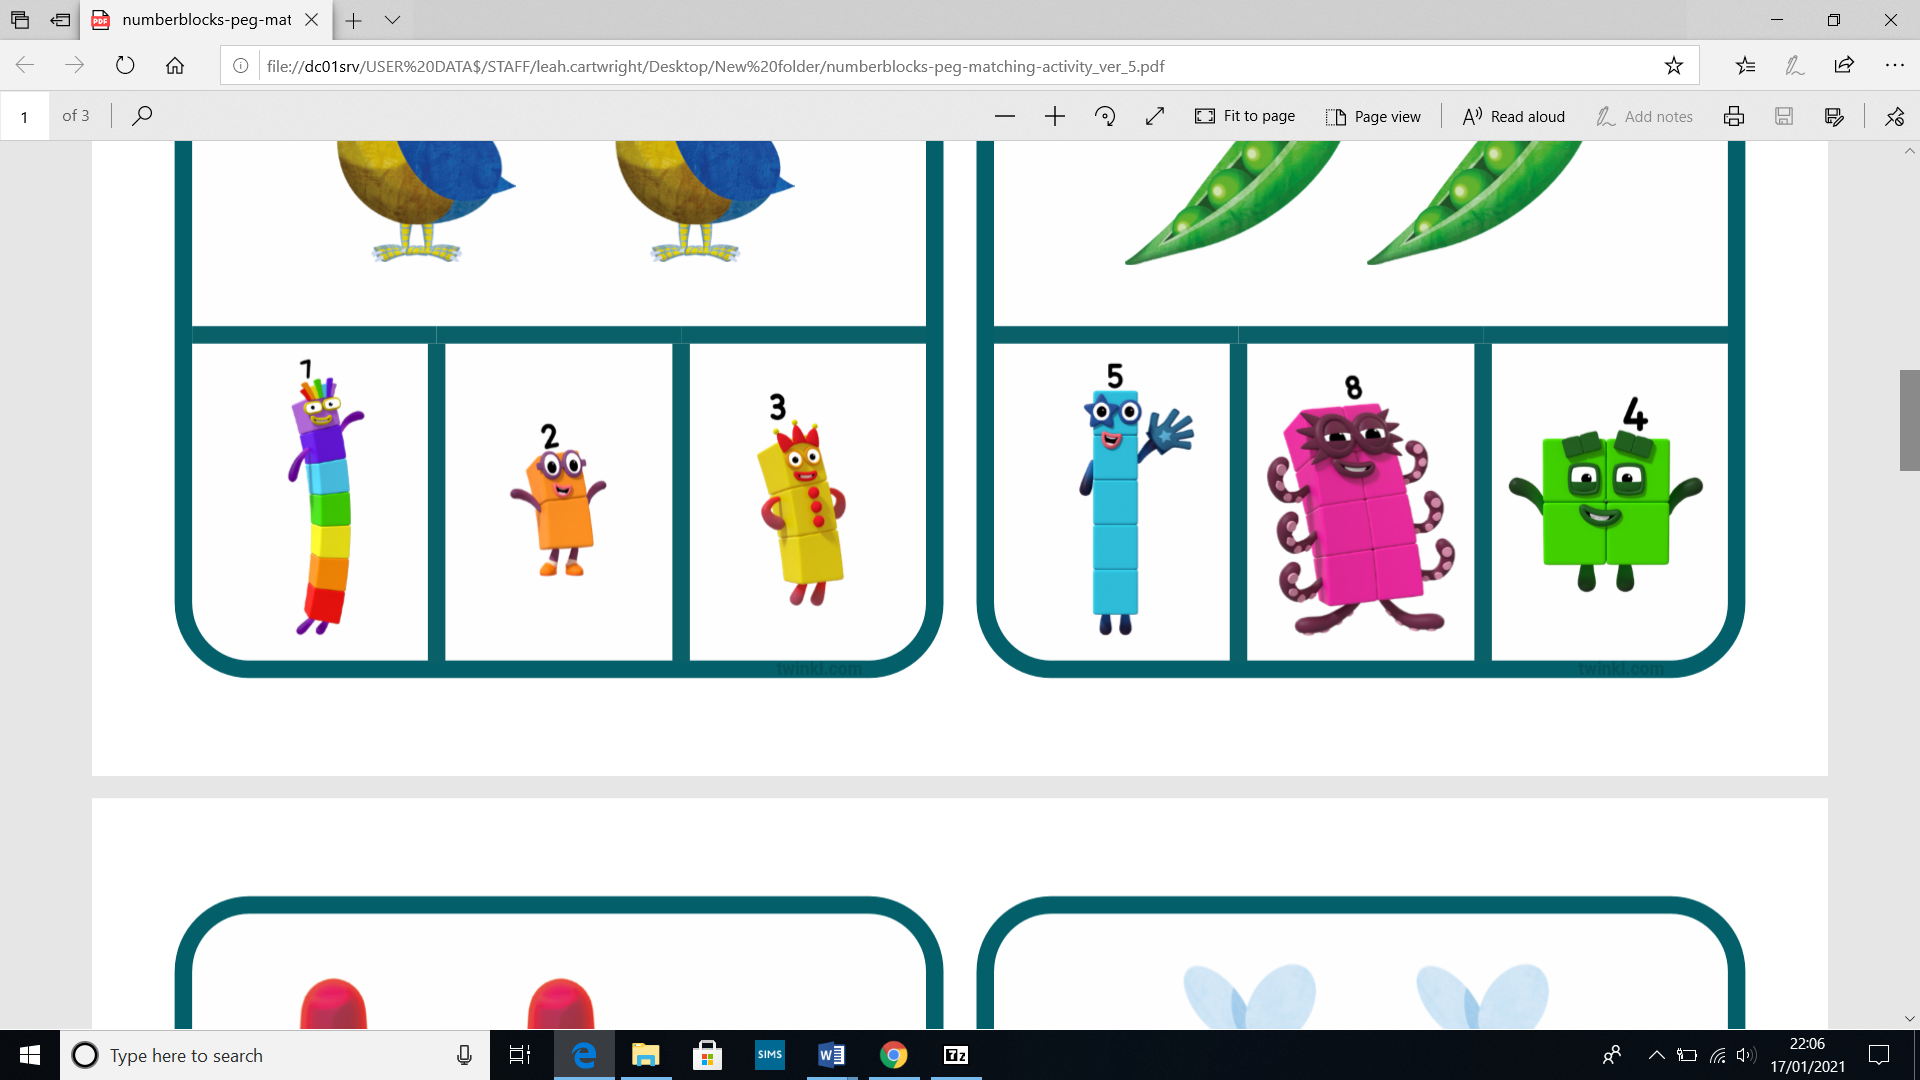 numberblocks-peg-mat
file://dc01srv/USER%20DATA$/STAFF/leah.cartwright/Desktop/New%20folder/numberblocks-peg-matching-activity_ver_5.pdf
1 of 3 Fit to page Page view Read aloud Add notes
7 2 3 5 8 4
twinkl.com twinkl.com
Type here to search SIMS 7z 22:06
17/01/2021